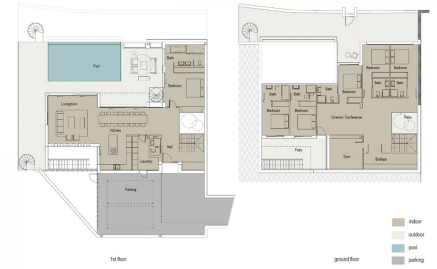 Pool
Bath
Bedroom
Livingroom
Kitchen
Laundry
Hall
Parking
1st floor
Bedroom
Bedroom
Bedroom
Bath
Bath
Bath
Bath
Bath
Bedroom
Bedroom
Cinema / Conference
Patio
Patio
Gym
Bodega
ground floor
indoor
outdoor
pool
parking